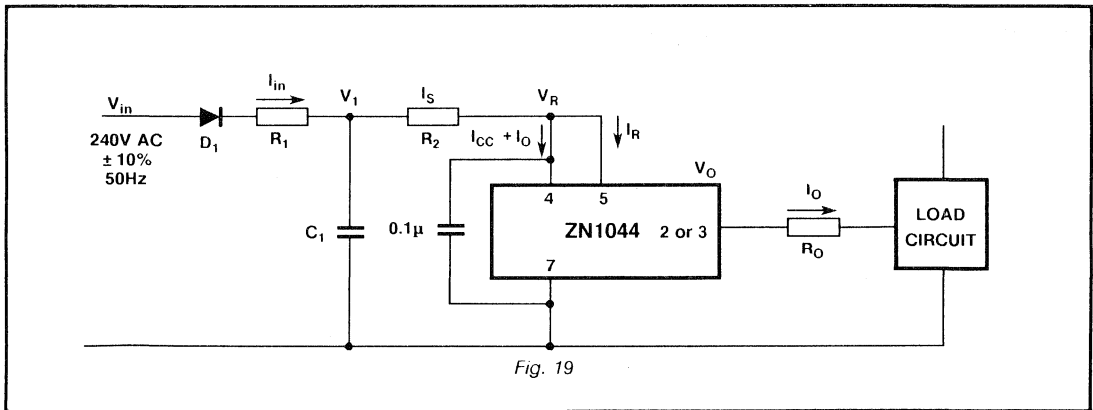 V_in
240V AC
± 10%
50Hz
D_1
I_in
R_1
V_1
C_1
I_S
R_2
V_R
I_CC + I_O
I_R
0.1µ
4
5
ZN1044
2 or 3
7
V_O
I_O
R_O
LOAD
CIRCUIT
Fig. 19